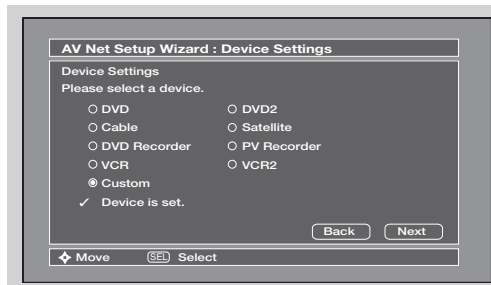 AV Net Setup Wizard : Device Settings
Device Settings
Please select a device.
DVD DVD2
Cable Satellite
DVD Recorder PV Recorder
VCR VCR2
Custom
✓ Device is set.
Back Next
Move SEL Select